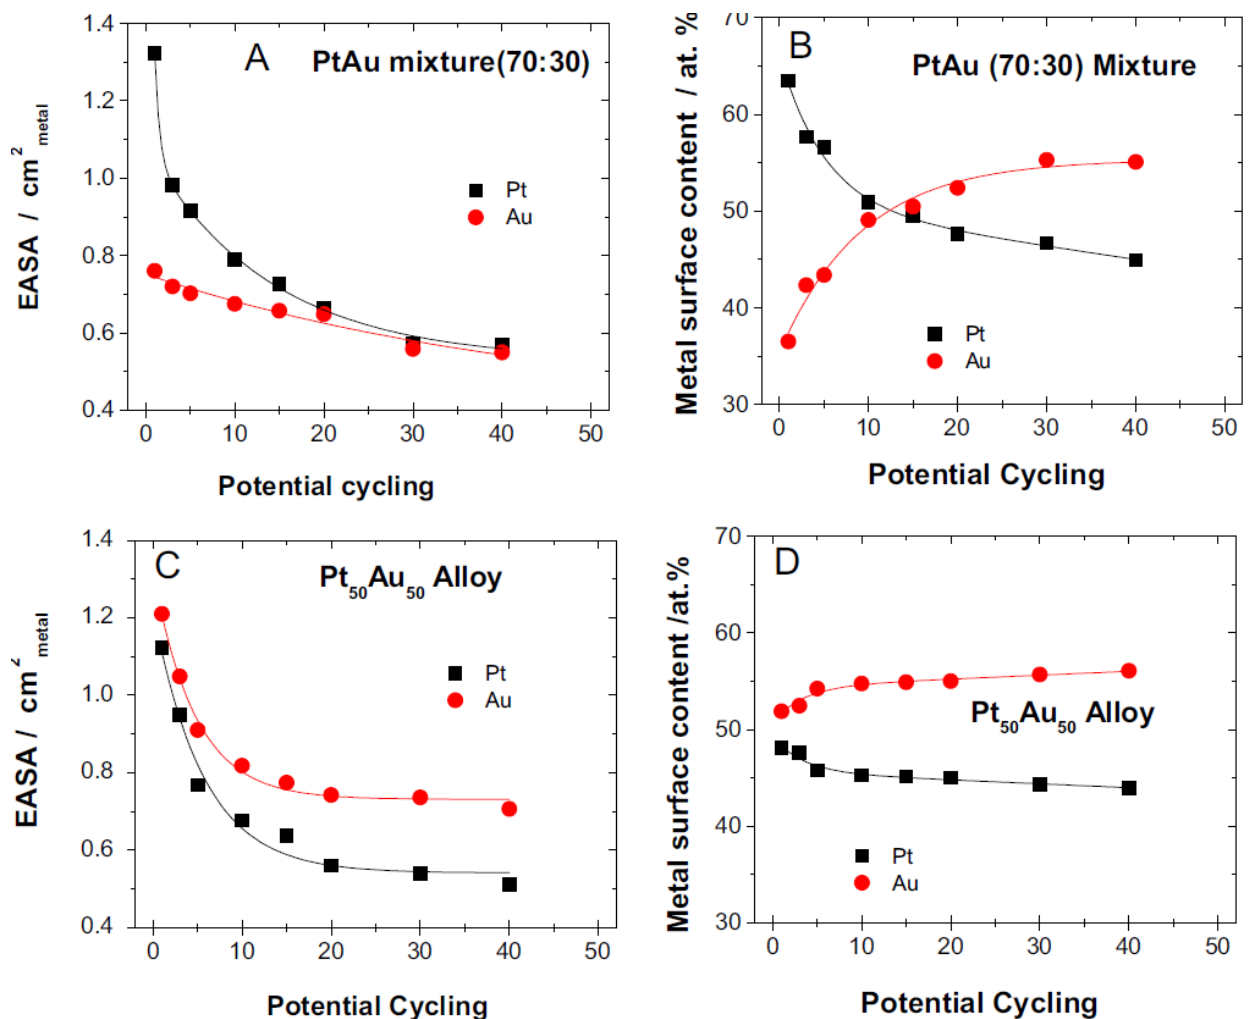 A
PtAu mixture(70:30)
1.4
1.2
1.0
0.8
0.6
0.4
EASA / cm²metal
Pt
Au
0 10 20 30 40 50
Potential cycling
B
PtAu (70:30) Mixture
70
60
50
40
30
Metal surface content / at. %
Pt
Au
0 10 20 30 40 50
Potential Cycling
C
Pt50Au50 Alloy
1.4
1.2
1.0
0.8
0.6
0.4
EASA / cm²metal
Pt
Au
0 10 20 30 40 50
Potential Cycling
D
70
60
50
40
30
Metal surface content /at.%
Pt50Au50 Alloy
Pt
Au
0 10 20 30 40 50
Potential Cycling